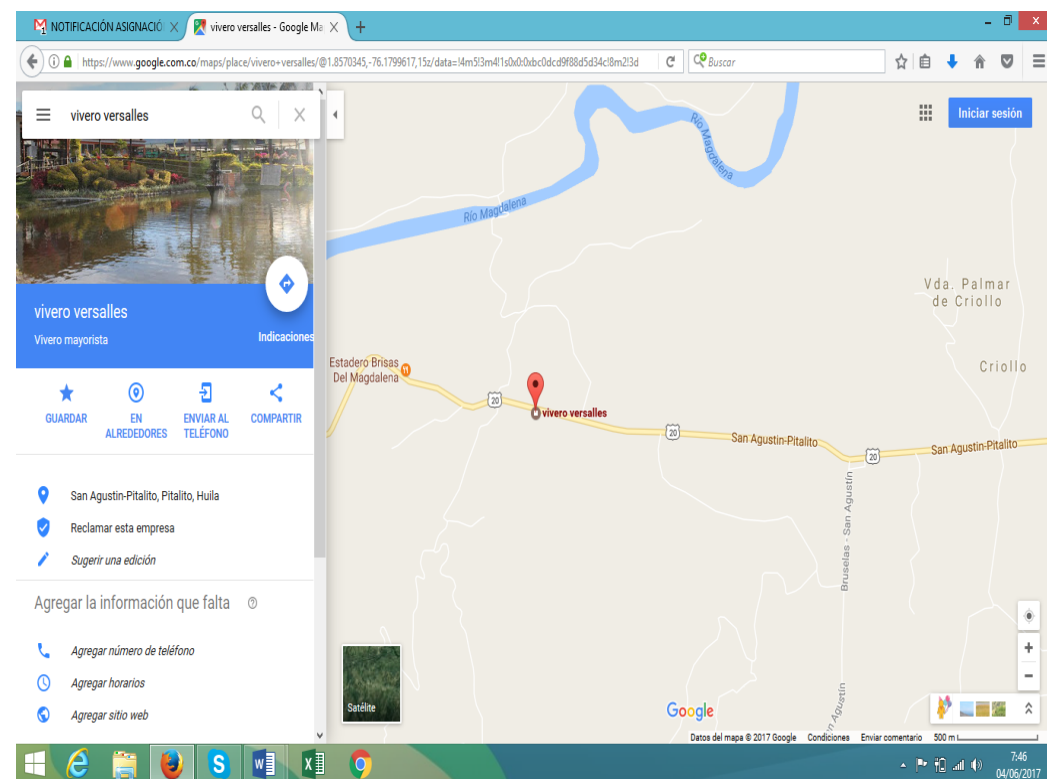 NOTIFICACIÓN ASIGNACIÓ
vivero versalles - Google Ma
https://www.google.com.co/maps/place/vivero+versalles/@1.8570345,-76.1799617,15z/data=!4m5!3m4!1s0x0:0xbc0dcd9f88d5d34c!8m2!3d
Buscar
vivero versalles
Iniciar sesión
vivero versalles
Vivero mayorista
Indicaciones
GUARDAR
EN ALREDEDORES
ENVIAR AL TELÉFONO
COMPARTIR
San Agustin-Pitalito, Pitalito, Huila
Reclamar esta empresa
Sugerir una edición
Agregar la información que falta
Agregar número de teléfono
Agregar horarios
Agregar sitio web
Río Magdalena
Río Magdalena
Vda. Palmar
de Criollo
Criollo
Estadero Brisas
Del Magdalena
20
vivero versalles
20
San Agustin-Pitalito
20
San Agustin-Pitalito
Bruselas - San Agustín
Agustín
Satélite
Google
Datos del mapa © 2017 Google Condiciones Enviar comentario 500 m
7:46
04/06/2017